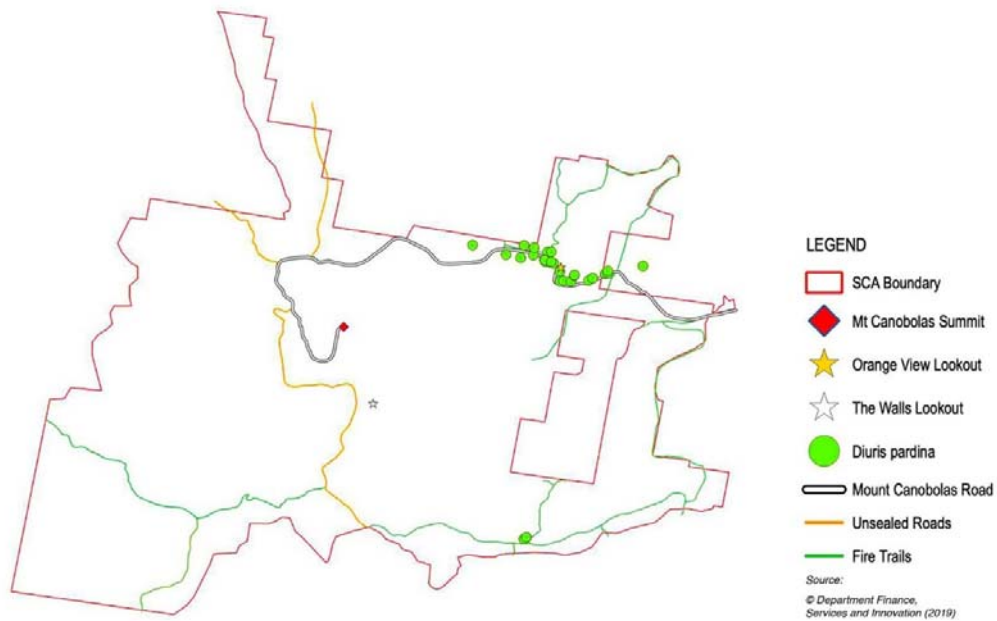 LEGEND
SCA Boundary
Mt Canobolas Summit
Orange View Lookout
The Walls Lookout
Diuris pardina
Mount Canobolas Road
Unsealed Roads
Fire Trails
Source:
© Department Finance,
Services and Innovation (2019)